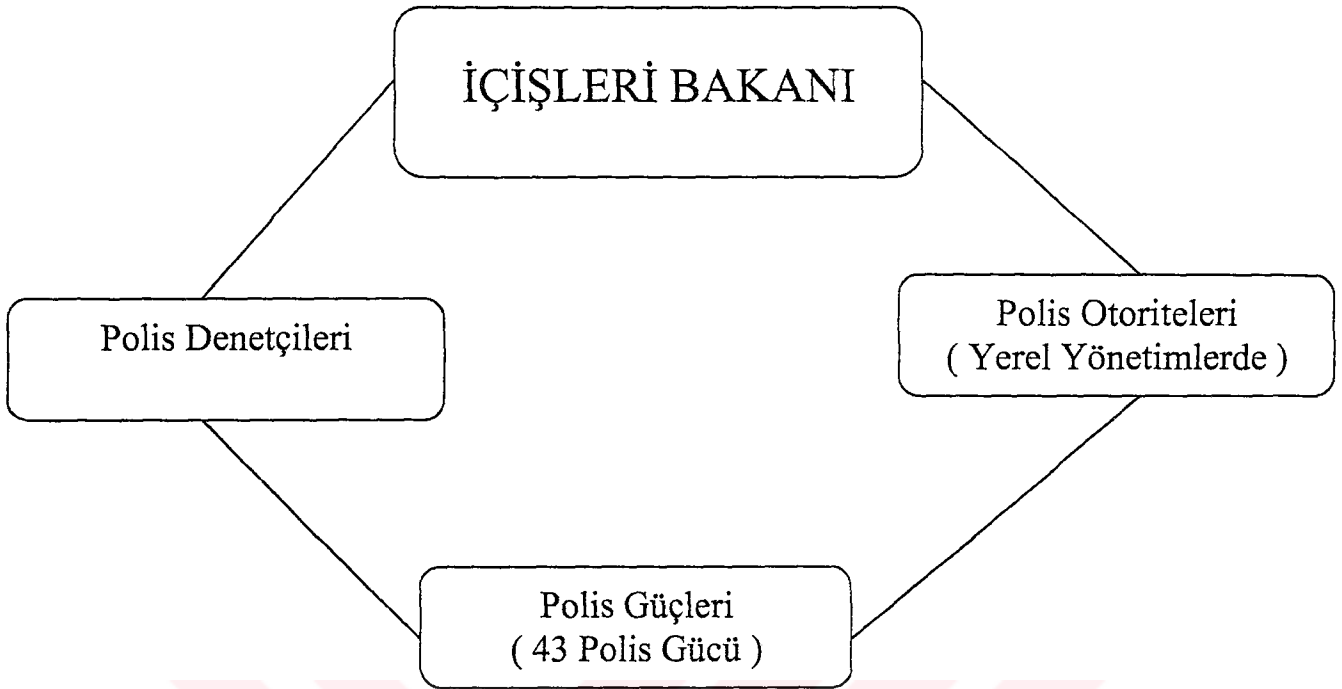 İÇİŞLERİ BAKANI
Polis Denetçileri
Polis Otoriteleri
( Yerel Yönetimlerde )
Polis Güçleri
( 43 Polis Gücü )